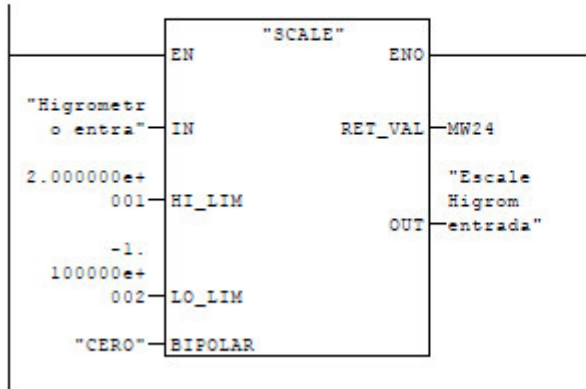 "SCALE"
EN ENO
"Higrometr
o entra" IN RET_VAL MW24
2.000000e+ "Escale
001 HI_LIM Higrom
OUT entrada"
-1.
100000e+
002 LO_LIM
"CERO" BIPOLAR